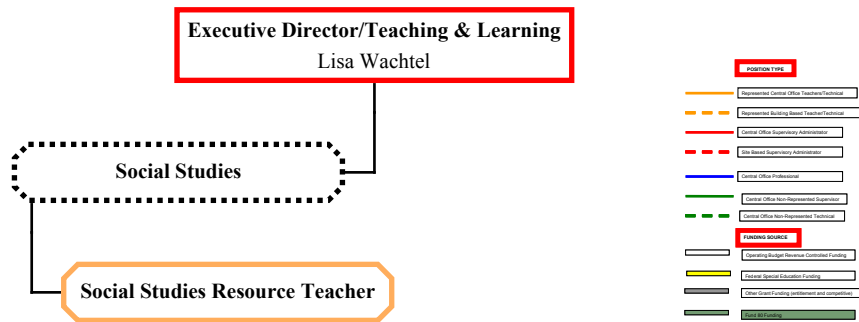 Executive Director/Teaching & Learning
Lisa Wachtel
Social Studies
Social Studies Resource Teacher
POSITION TYPE
Represented Central Office Teachers/Technical
Represented Building Based Teacher/Technical
Central Office Supervisory Administrator
Site Based Supervisory Administrator
Central Office Professional
Central Office Non-Represented Supervisor
Central Office Non-Represented Technical
FUNDING SOURCE
Operating Budget Revenue Controlled Funding
Federal Special Education Funding
Other Grant Funding (entitlement and competitive)
Fund 80 Funding